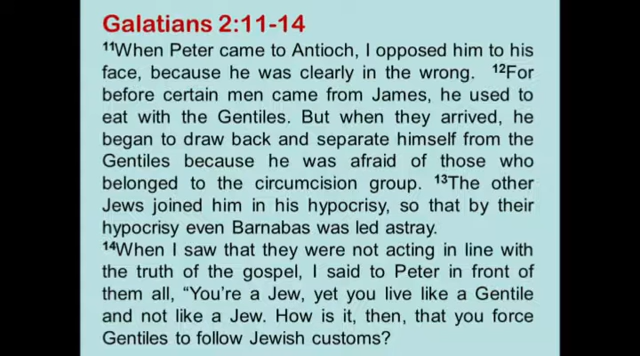 Galatians 2:11-14
¹¹When Peter came to Antioch, I opposed him to his
face, because he was clearly in the wrong. ¹²For
before certain men came from James, he used to
eat with the Gentiles. But when they arrived, he
began to draw back and separate himself from the
Gentiles because he was afraid of those who
belonged to the circumcision group. ¹³The other
Jews joined him in his hypocrisy, so that by their
hypocrisy even Barnabas was led astray.
¹⁴When I saw that they were not acting in line with
the truth of the gospel, I said to Peter in front of
them all, “You’re a Jew, yet you live like a Gentile
and not like a Jew. How is it, then, that you force
Gentiles to follow Jewish customs?